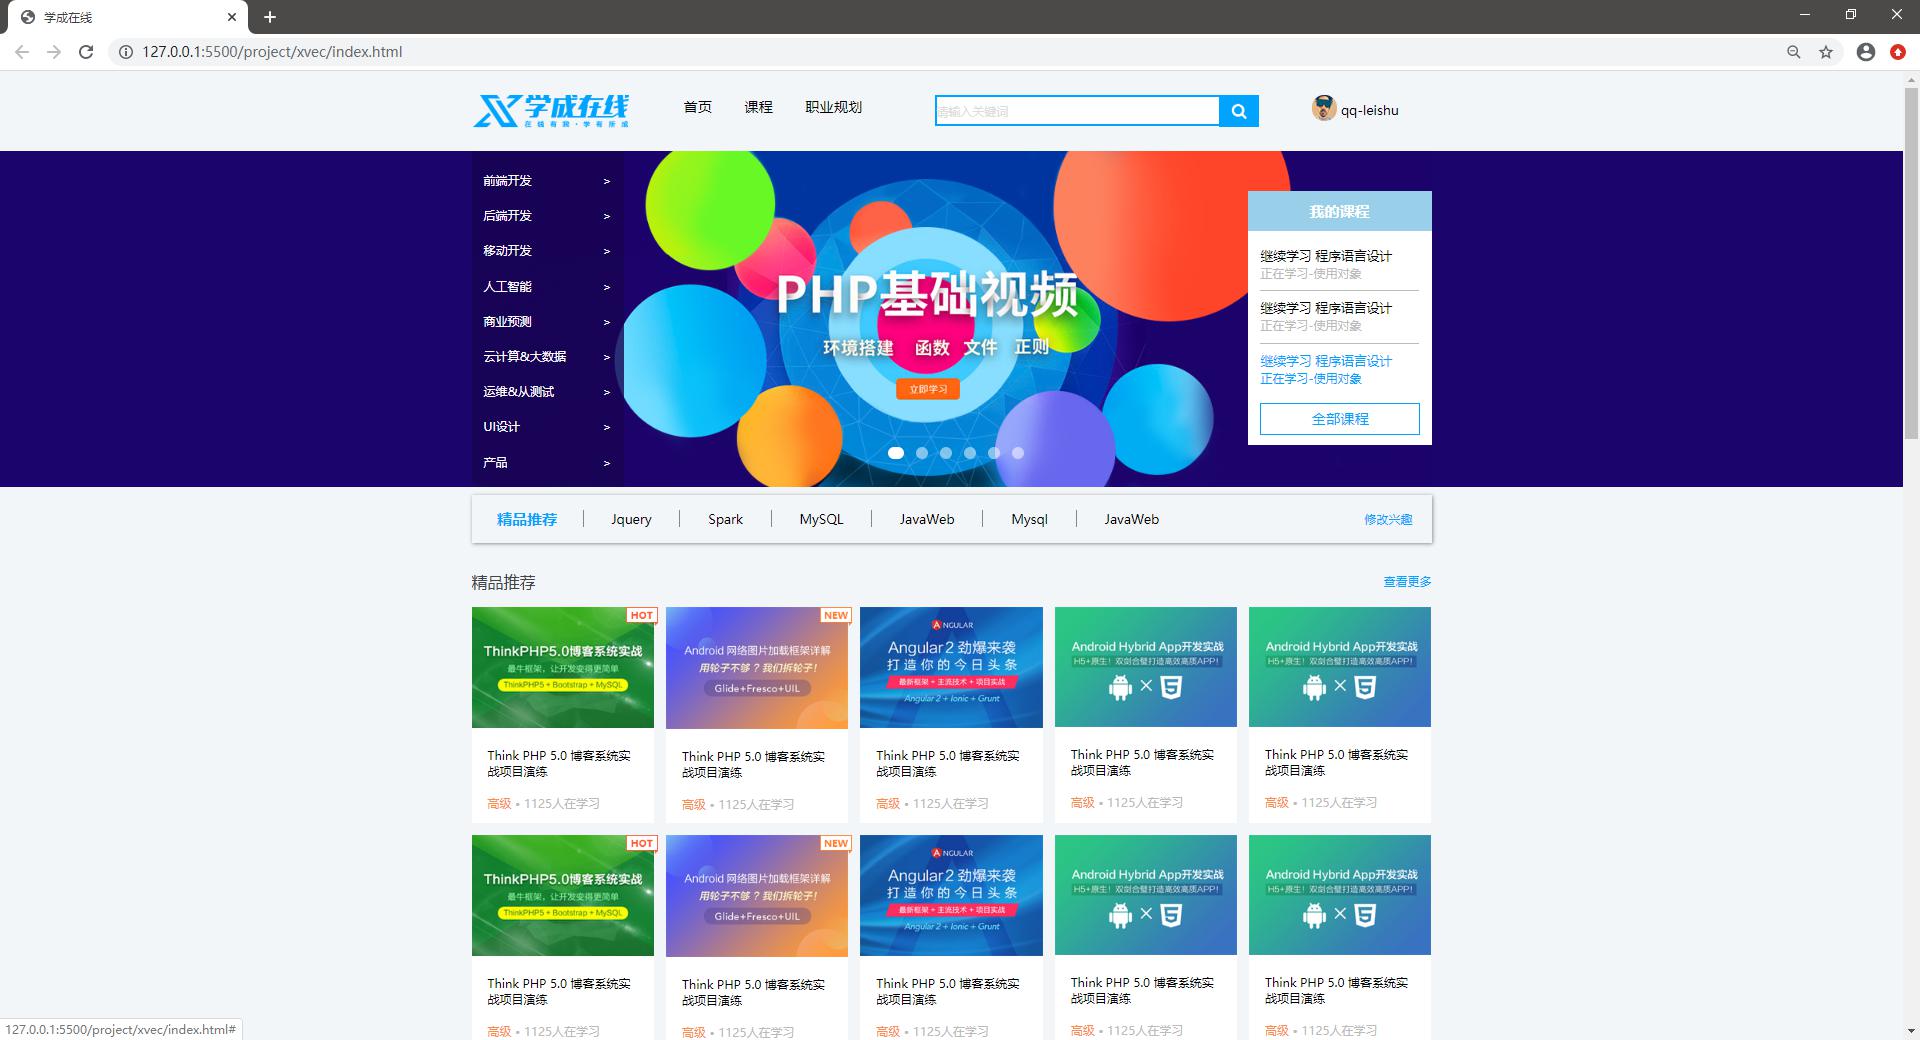 学成在线
127.0.0.1:5500/project/xvec/index.html
学成在线
在线有我·学有所成
首页 课程 职业规划
请输入关键词
qq-leishu
前端开发 >
后端开发 >
移动开发 >
人工智能 >
商业预测 >
云计算&大数据 >
运维&从测试 >
UI设计 >
产品 >
PHP基础视频
环境搭建 函数 文件 正则
立即学习
我的课程
继续学习 程序语言设计
正在学习-使用对象
继续学习 程序语言设计
正在学习-使用对象
继续学习 程序语言设计
正在学习-使用对象
全部课程
精品推荐 Jquery Spark MySQL JavaWeb Mysql JavaWeb 修改兴趣
精品推荐 查看更多
HOT
ThinkPHP5.0博客系统实战
最牛框架，让开发变得更简单
ThinkPHP5 + Bootstrap + MySQL
Think PHP 5.0 博客系统实
战项目演练
高级 • 1125人在学习
NEW
Android 网络图片加载框架详解
用轮子不够？我们拆轮子！
Glide+Fresco+UIL
Think PHP 5.0 博客系统实
战项目演练
高级 • 1125人在学习
ANGULAR
Angular2 劲爆来袭
打造你的今日头条
最新框架 + 主流技术 + 项目实战
Angular 2 + Ionic + Grunt
Think PHP 5.0 博客系统实
战项目演练
高级 • 1125人在学习
Android Hybrid App开发实战
H5+原生！双剑合璧打造高效高质APP！
Think PHP 5.0 博客系统实
战项目演练
高级 • 1125人在学习
Android Hybrid App开发实战
H5+原生！双剑合璧打造高效高质APP！
Think PHP 5.0 博客系统实
战项目演练
高级 • 1125人在学习
HOT
ThinkPHP5.0博客系统实战
最牛框架，让开发变得更简单
ThinkPHP5 + Bootstrap + MySQL
Think PHP 5.0 博客系统实
战项目演练
高级 • 1125人在学习
NEW
Android 网络图片加载框架详解
用轮子不够？我们拆轮子！
Glide+Fresco+UIL
Think PHP 5.0 博客系统实
战项目演练
高级 • 1125人在学习
ANGULAR
Angular2 劲爆来袭
打造你的今日头条
最新框架 + 主流技术 + 项目实战
Angular 2 + Ionic + Grunt
Think PHP 5.0 博客系统实
战项目演练
高级 • 1125人在学习
Android Hybrid App开发实战
H5+原生！双剑合璧打造高效高质APP！
Think PHP 5.0 博客系统实
战项目演练
高级 • 1125人在学习
Android Hybrid App开发实战
H5+原生！双剑合璧打造高效高质APP！
Think PHP 5.0 博客系统实
战项目演练
高级 • 1125人在学习
127.0.0.1:5500/project/xvec/index.html#